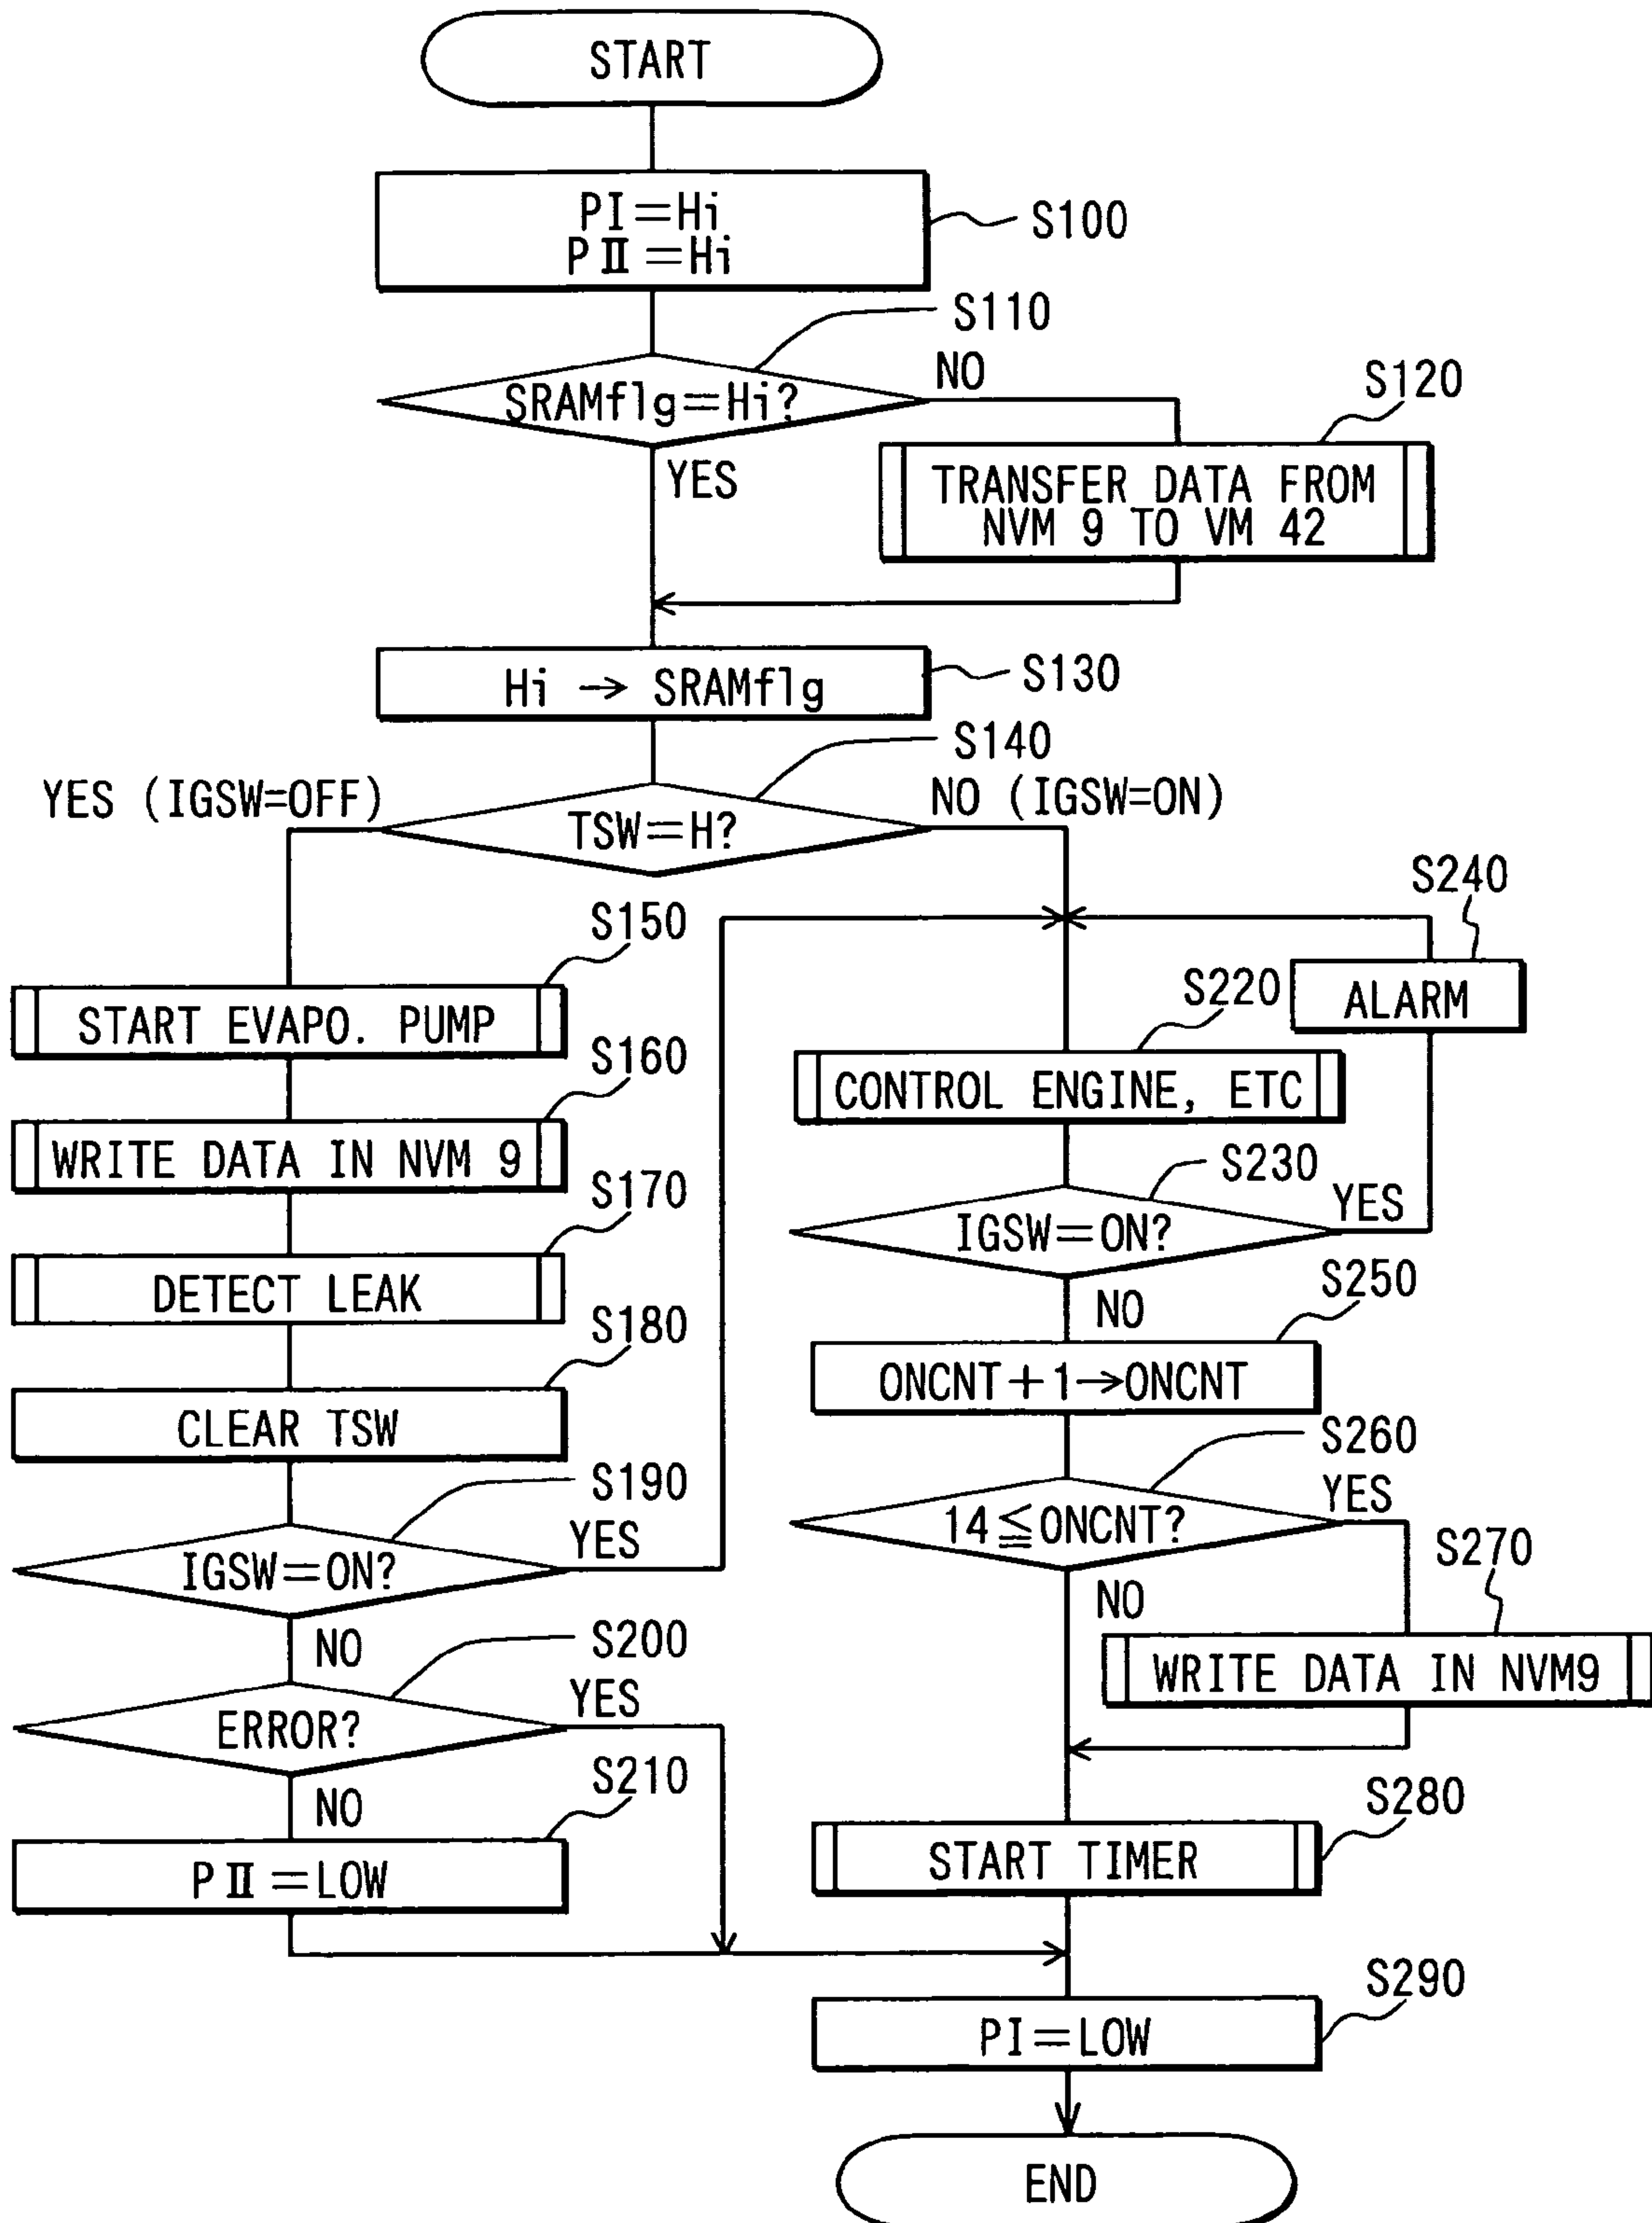 START
PI=Hi
PⅡ=Hi
S100
S110
SRAMflg=Hi?
NO
YES
S120
TRANSFER DATA FROM
NVM 9 TO VM 42
Hi → SRAMflg
S130
S140
YES (IGSW=OFF)
TSW=H?
NO (IGSW=ON)
S150
START EVAPO. PUMP
S160
WRITE DATA IN NVM 9
S170
DETECT LEAK
S180
CLEAR TSW
S190
IGSW=ON?
YES
NO
S200
ERROR?
YES
NO
S210
PⅡ=LOW
S240
ALARM
S220
CONTROL ENGINE, ETC
S230
IGSW=ON?
YES
NO
S250
ONCNT+1→ONCNT
S260
14≦ONCNT?
YES
NO
S270
WRITE DATA IN NVM9
S280
START TIMER
S290
PI=LOW
END